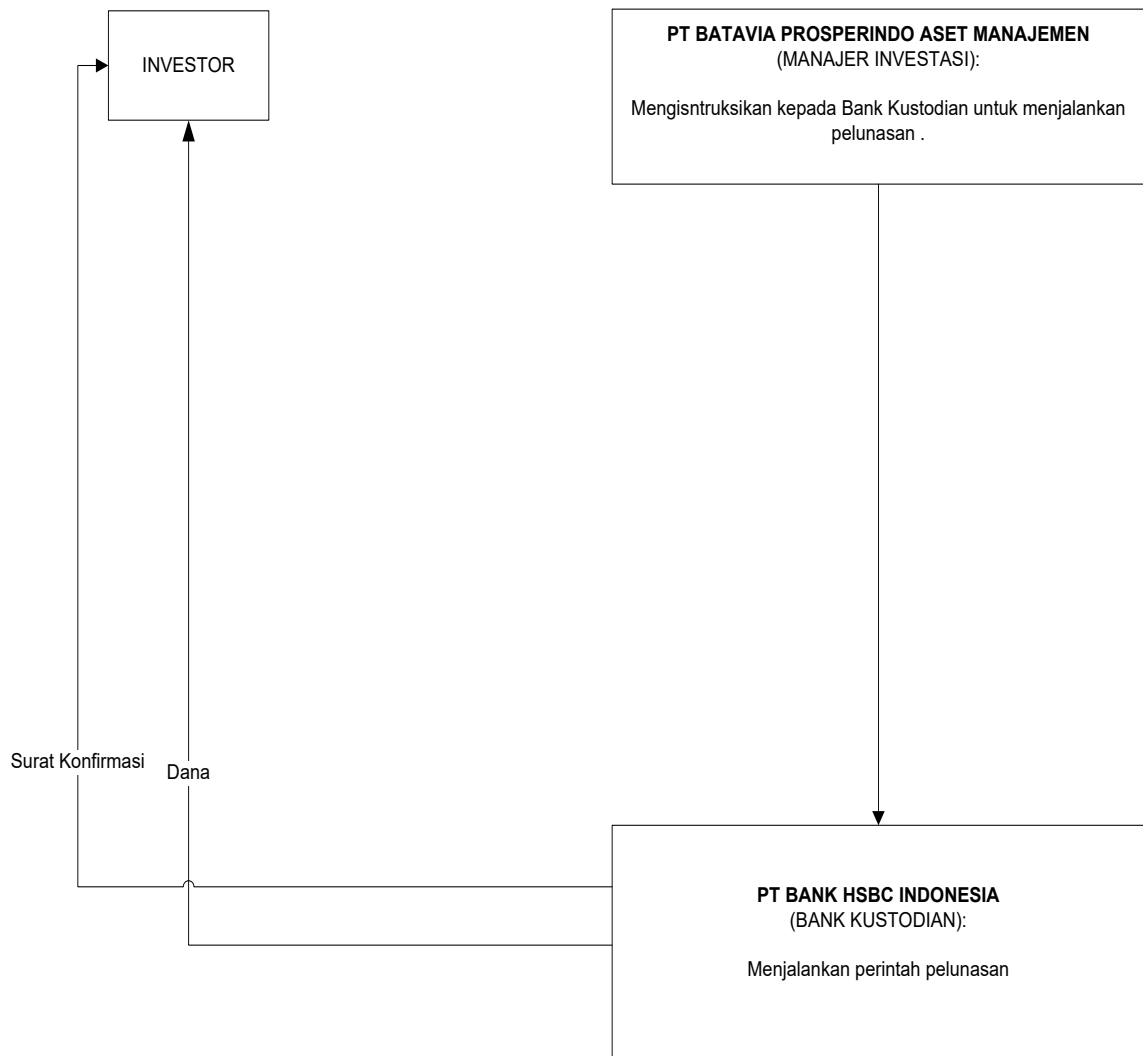 INVESTOR
PT BATAVIA PROSPERINDO ASET MANAJEMEN
(MANAJER INVESTASI):
Mengisntruksikan kepada Bank Kustodian untuk menjalankan
pelunasan .
Surat Konfirmasi
Dana
PT BANK HSBC INDONESIA
(BANK KUSTODIAN):
Menjalankan perintah pelunasan